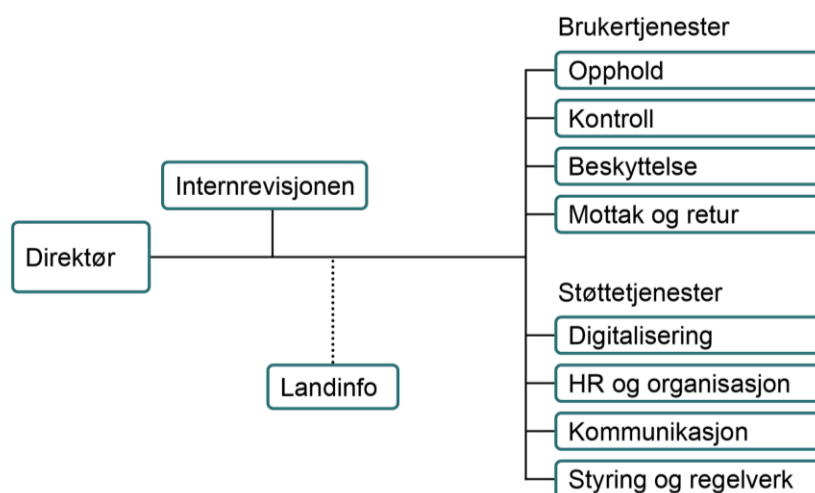 Brukertjenester
Opphold
Kontroll
Beskyttelse
Internrevisjonen
Mottak og retur
Direktør
Støttetjenester
Digitalisering
Landinfo
HR og organisasjon
Kommunikasjon
Styring og regelverk